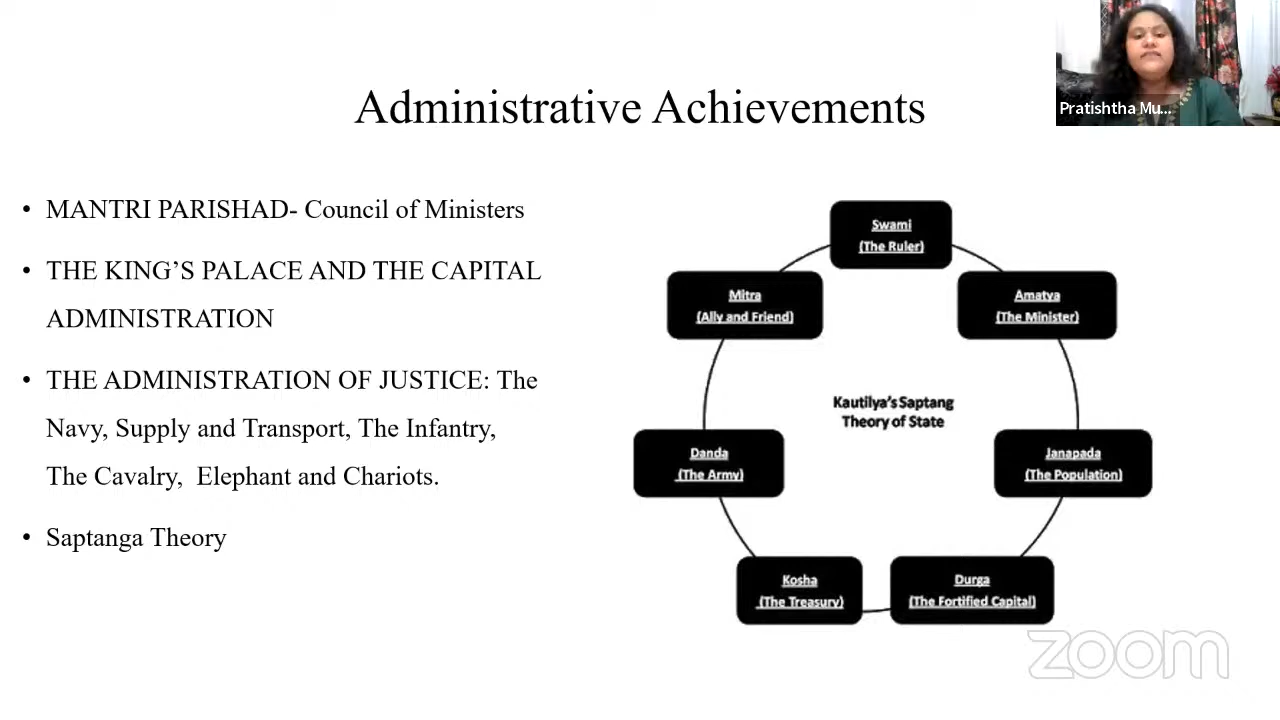 Pratishtha Mu...
Administrative Achievements
• MANTRI PARISHAD- Council of Ministers
• THE KING’S PALACE AND THE CAPITAL
ADMINISTRATION
• THE ADMINISTRATION OF JUSTICE: The
Navy, Supply and Transport, The Infantry,
The Cavalry,  Elephant and Chariots.
• Saptanga Theory
Swami
(The Ruler)
Amatya
(The Minister)
Janapada
(The Population)
Durga
(The Fortified Capital)
Kosha
(The Treasury)
Danda
(The Army)
Mitra
(Ally and Friend)
Kautilya's Saptang
Theory of State
zoom